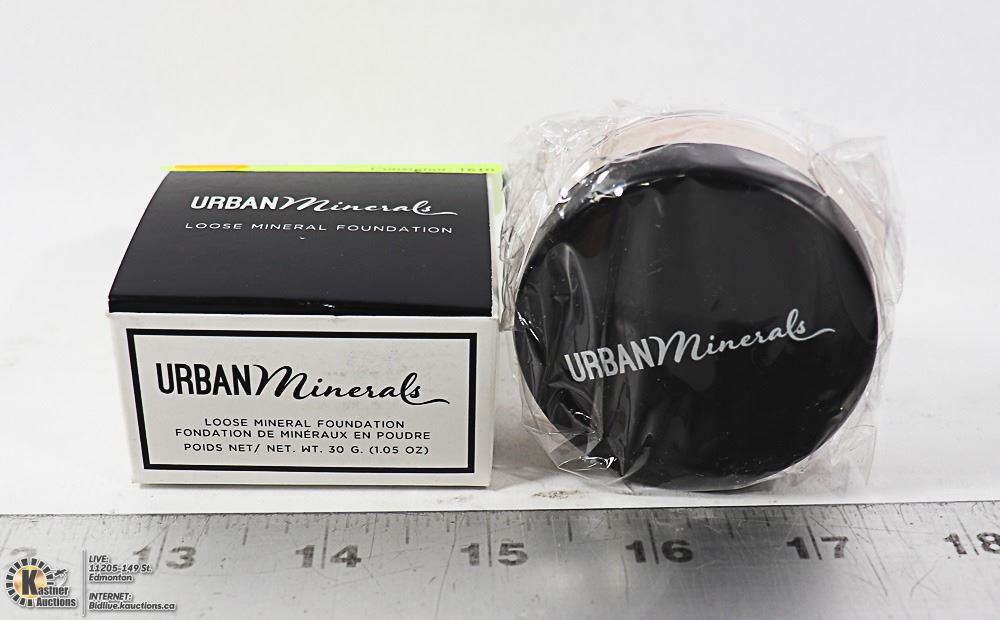 Consignor 1610
URBAN Minerals
LOOSE MINERAL FOUNDATION
URBAN Minerals
LOOSE MINERAL FOUNDATION
FONDATION DE MINÉRAUX EN POUDRE
POIDS NET/ NET. WT. 30 G. (1.05 OZ)
URBAN Minerals
13 14 15 16 17 18
Kastner
Auctions
LIVE:
11205-149 St.
Edmonton
INTERNET:
Bidlive.kauctions.ca